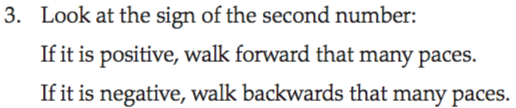 3. Look at the sign of the second number:
If it is positive, walk forward that many paces.
If it is negative, walk backwards that many paces.